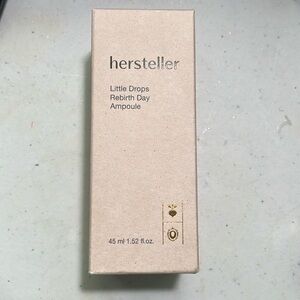 hersteller
Little Drops
Rebirth Day
Ampoule
45 ml 1.52 fl.oz.